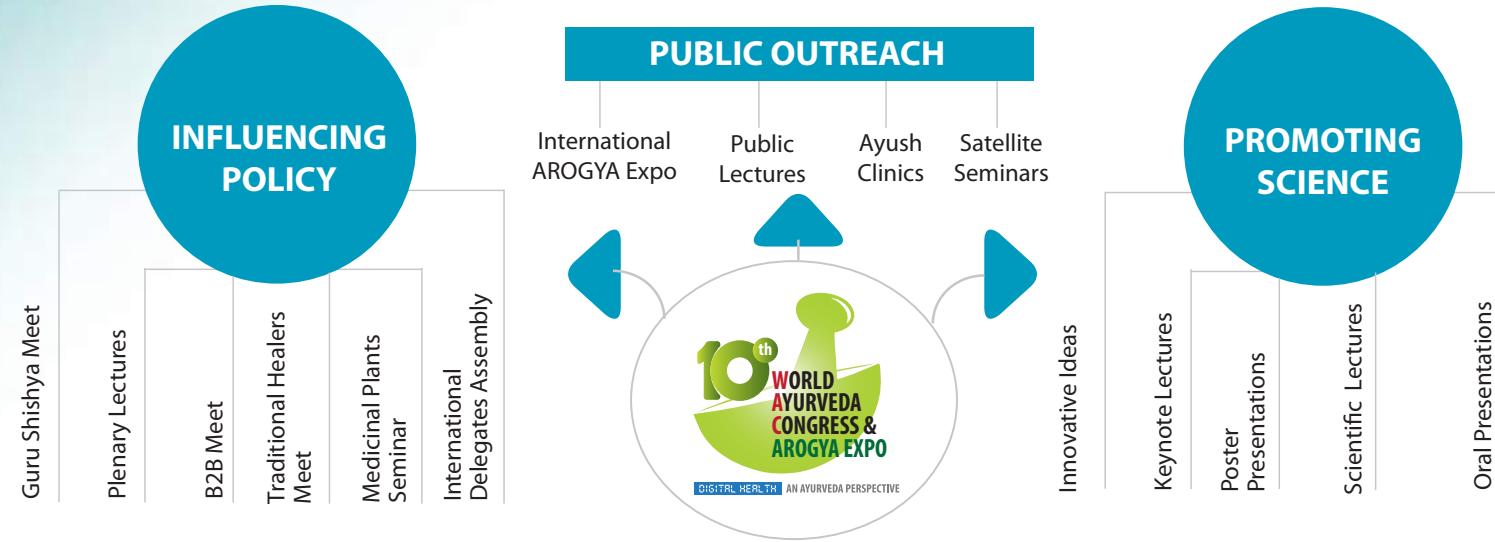 INFLUENCING
POLICY
Guru Shishya Meet
Plenary Lectures
B2B Meet
Traditional Healers
Meet
Medicinal Plants
Seminar
International
Delegates Assembly
PUBLIC OUTREACH
International
AROGYA Expo
Public
Lectures
Ayush
Clinics
Satellite
Seminars
10th
WORLD
AYURVEDA
CONGRESS &
AROGYA EXPO
DIGITAL HEALTH AN AYURVEDA PERSPECTIVE
PROMOTING
SCIENCE
Innovative Ideas
Keynote Lectures
Poster
Presentations
Scientific Lectures
Oral Presentations